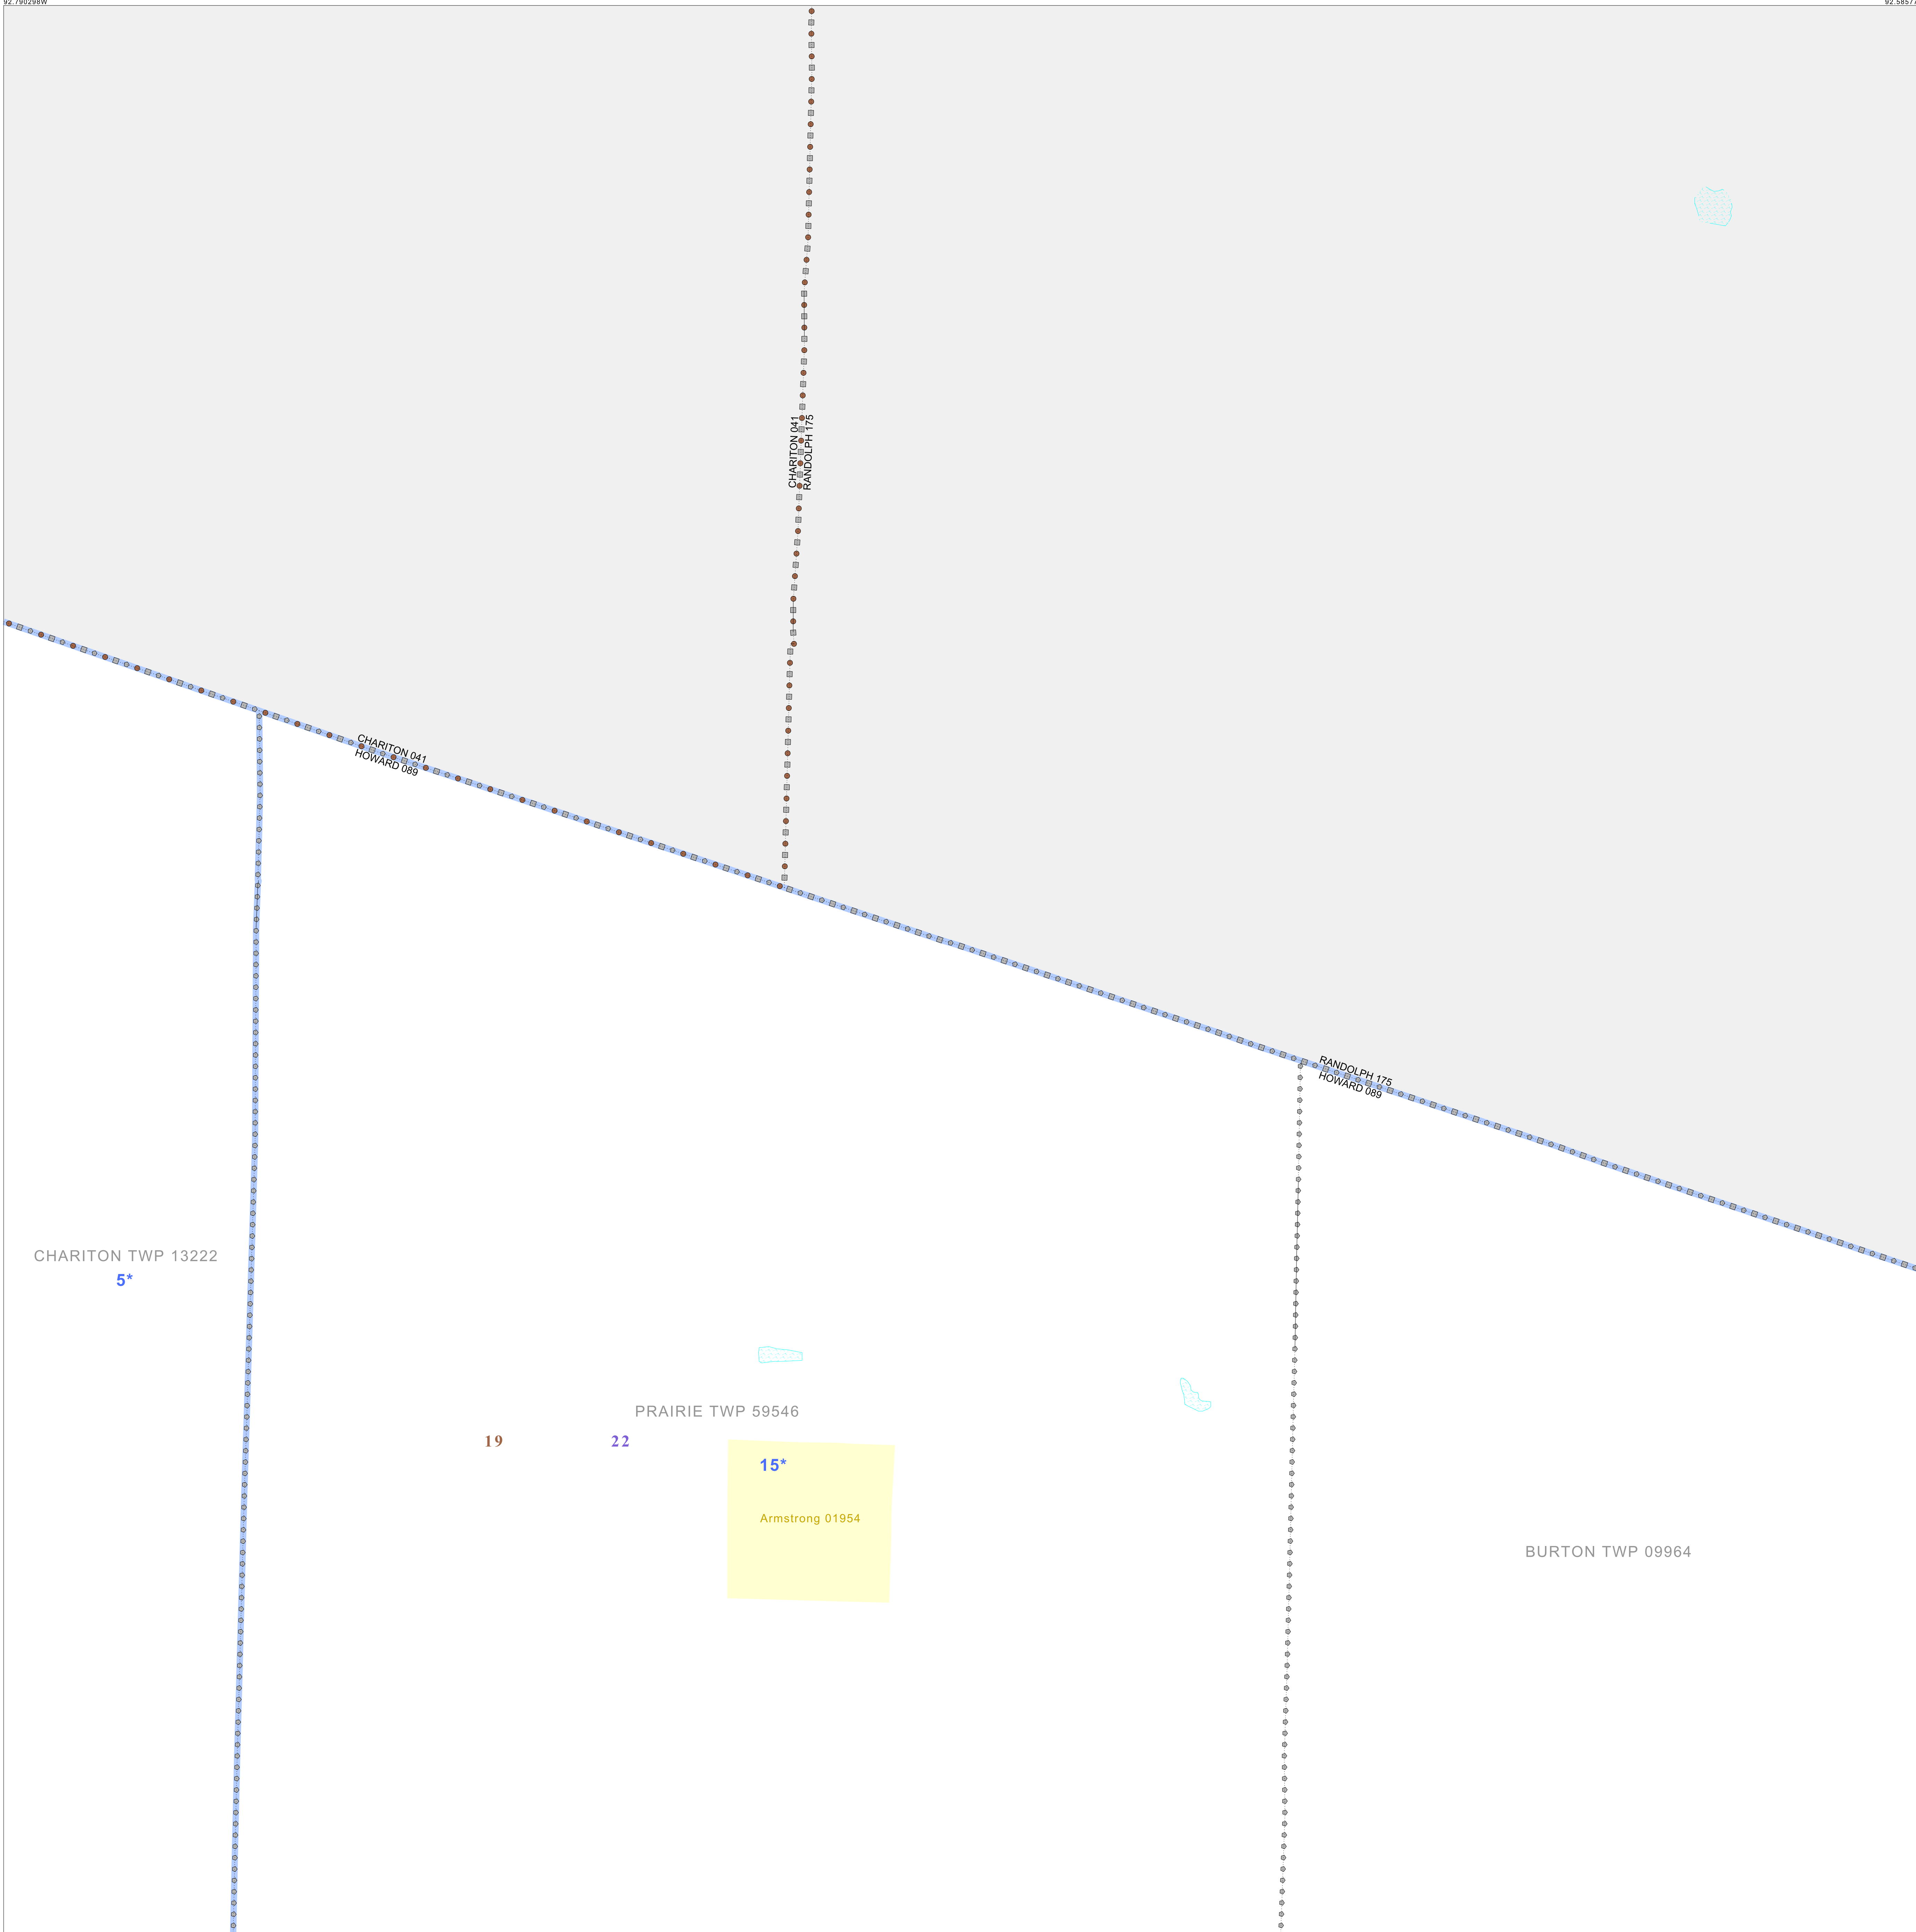 92.790298W
92.5857
CHARITON 041
RANDOLPH 175
CHARITON 041
HOWARD 089
RANDOLPH 175
HOWARD 089
CHARITON TWP 13222
5*
PRAIRIE TWP 59546
19
22
15*
Armstrong 01954
BURTON TWP 09964